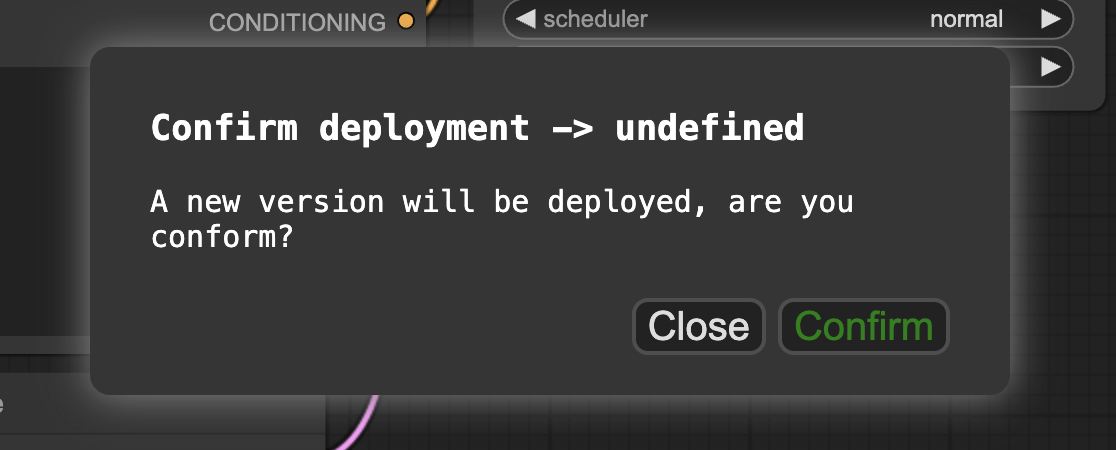 CONDITIONING
scheduler normal
Confirm deployment -> undefined
A new version will be deployed, are you
conform?
Close Confirm
e